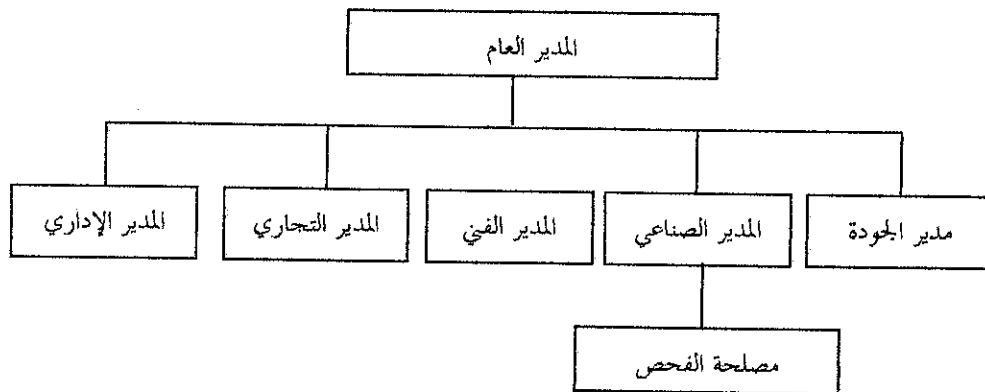 المدير العام
مدير الجودة
المدير الصناعي
المدير الفني
المدير التجاري
المدير الإداري
مصلحة الفحص